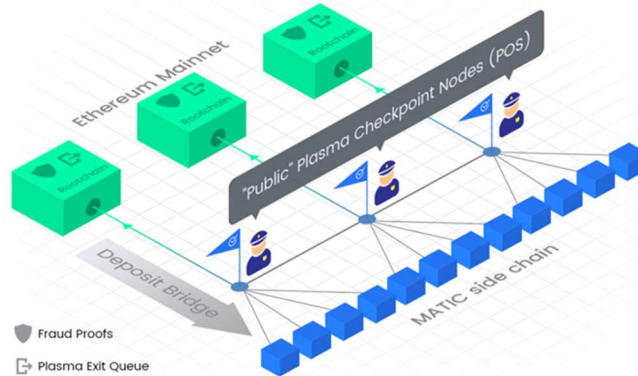 Ethereum Mainnet
Rootchain
Rootchain
Rootchain
"Public" Plasma Checkpoint Nodes (POS)
Deposit Bridge
MATIC side chain
Fraud Proofs
Plasma Exit Queue